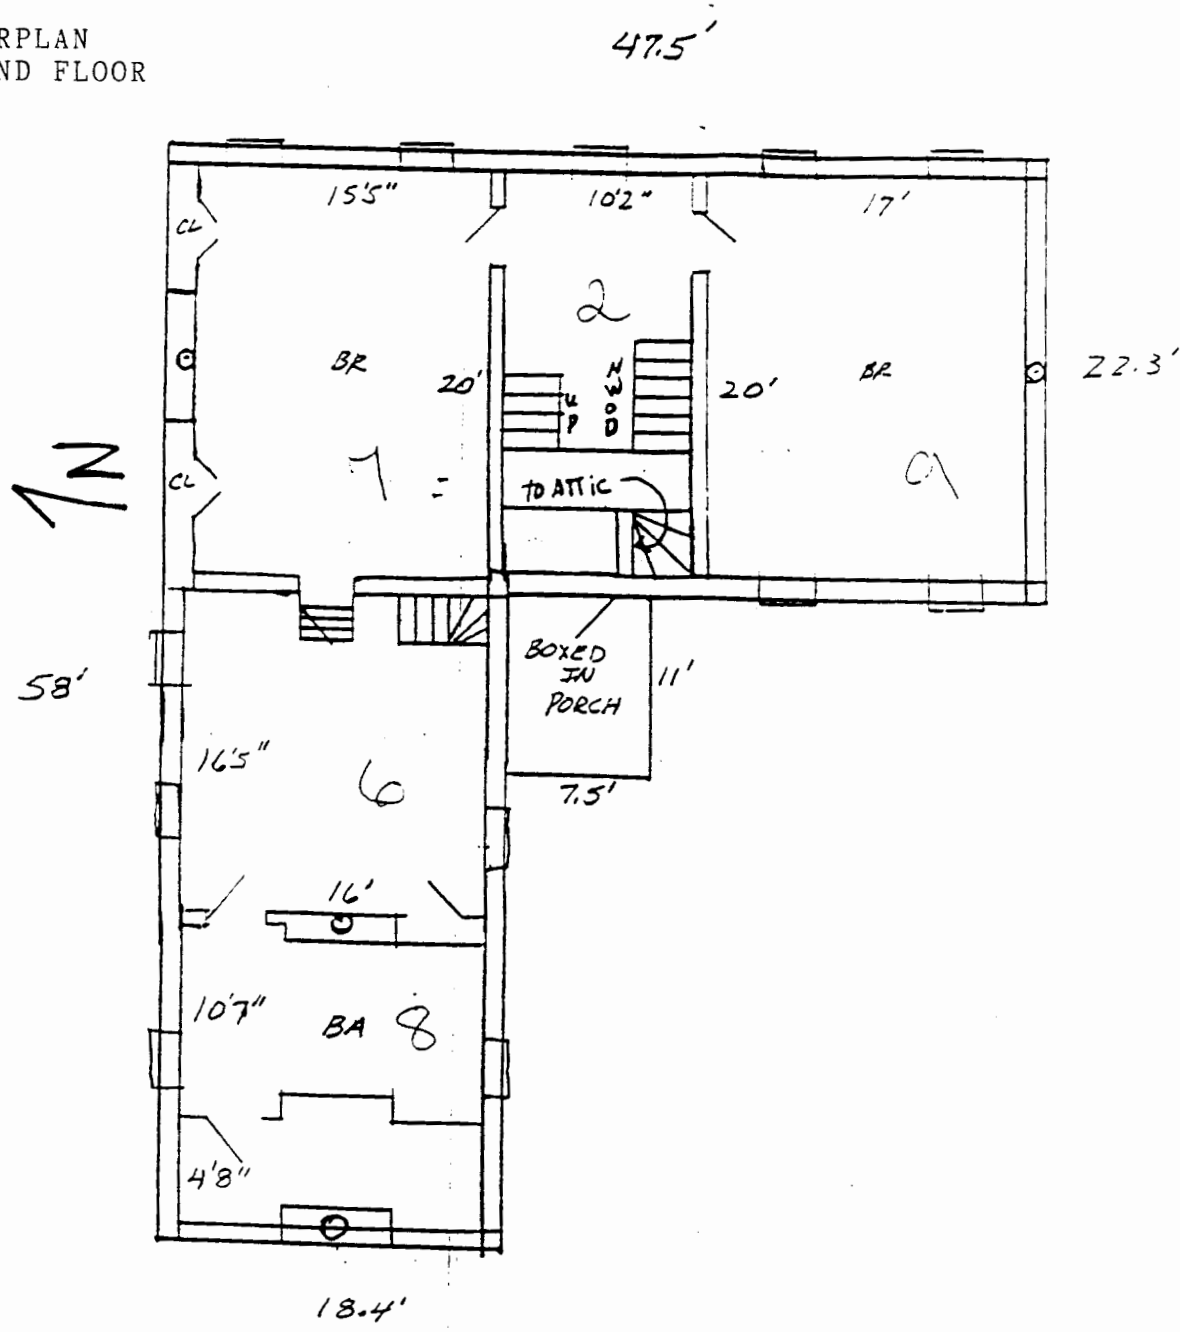 RPLAN
ND FLOOR
47.5'
15'5"
10'2"
17'
CL
2
BR
20'
UP
DOWN
20'
BR
22.3'
N
CL
7
TO ATTIC
9
58'
BOXED
IN
PORCH
11'
16'5"
6
7.5'
16'
10'7"
BA
8
4'8"
18.4'